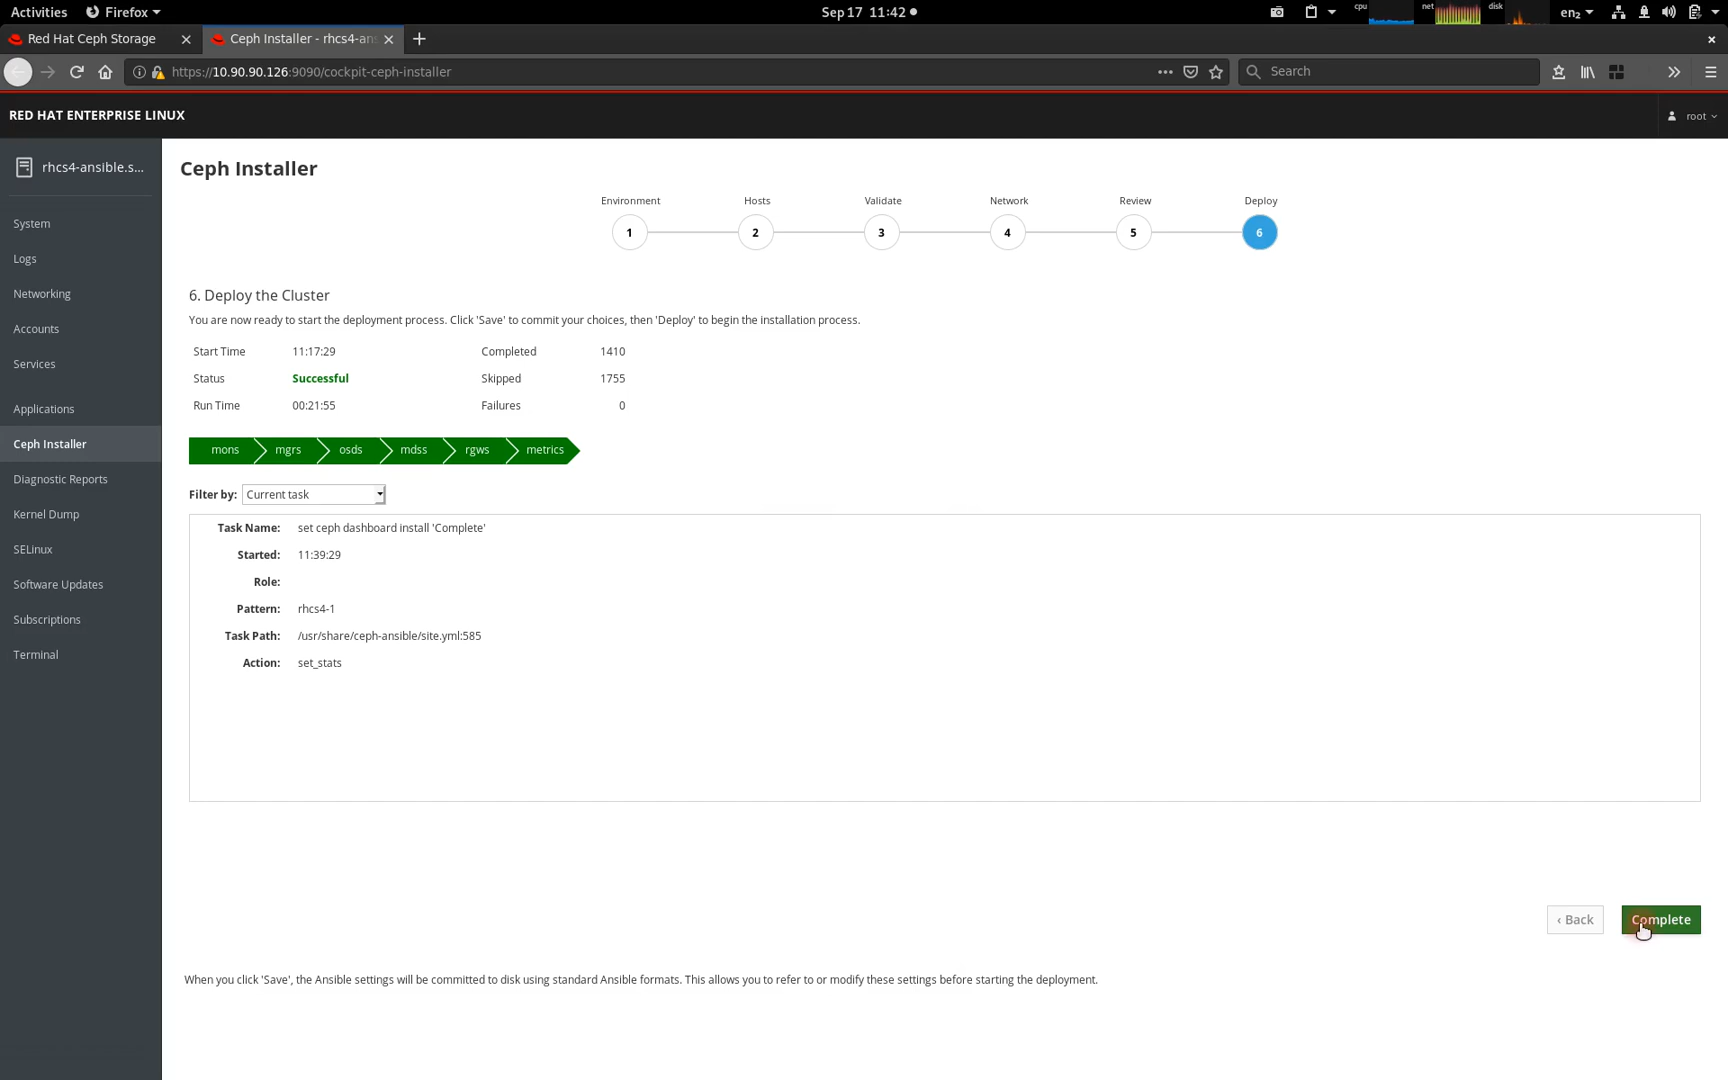 Activities Firefox Sep 17 11:42 cpu net disk en₂
Red Hat Ceph Storage Ceph Installer - rhcs4-ans
https://10.90.90.126:9090/cockpit-ceph-installer Search
RED HAT ENTERPRISE LINUX root
rhcs4-ansible.s...
System
Logs
Networking
Accounts
Services
Applications
Ceph Installer
Diagnostic Reports
Kernel Dump
SELinux
Software Updates
Subscriptions
Terminal
Ceph Installer
Environment Hosts Validate Network Review Deploy
1 2 3 4 5 6
6. Deploy the Cluster
You are now ready to start the deployment process. Click 'Save' to commit your choices, then 'Deploy' to begin the installation process.
Start Time 11:17:29 Completed 1410
Status Successful Skipped 1755
Run Time 00:21:55 Failures 0
mons mgrs osds mdss rgws metrics
Filter by: Current task
Task Name: set ceph dashboard install 'Complete'
Started: 11:39:29
Role:
Pattern: rhcs4-1
Task Path: /usr/share/ceph-ansible/site.yml:585
Action: set_stats
‹ Back Complete
When you click 'Save', the Ansible settings will be committed to disk using standard Ansible formats. This allows you to refer to or modify these settings before starting the deployment.